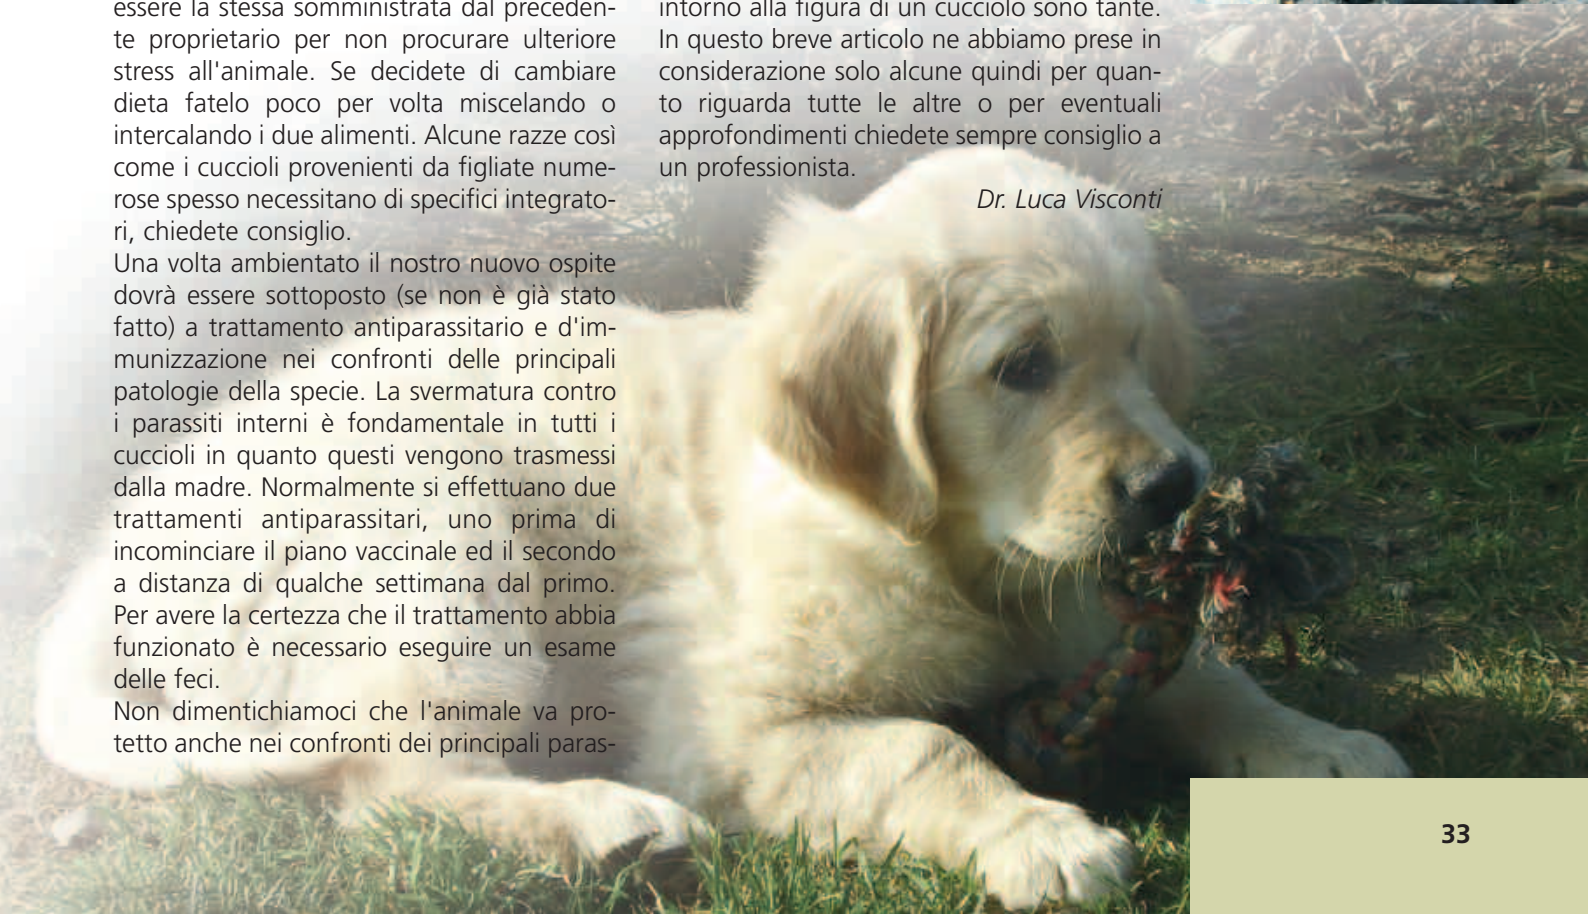 essere la stessa somministrata dal preceden-
te proprietario per non procurare ulteriore
stress all'animale. Se decidete di cambiare
dieta fatelo poco per volta miscelando o
intercalando i due alimenti. Alcune razze così
come i cuccioli provenienti da figliate nume-
rose spesso necessitano di specifici integrato-
ri, chiedete consiglio.
Una volta ambientato il nostro nuovo ospite
dovrà essere sottoposto (se non è già stato
fatto) a trattamento antiparassitario e d'im-
munizzazione nei confronti delle principali
patologie della specie. La svermatura contro
i parassiti interni è fondamentale in tutti i
cuccioli in quanto questi vengono trasmessi
dalla madre. Normalmente si effettuano due
trattamenti antiparassitari, uno prima di
incominciare il piano vaccinale ed il secondo
a distanza di qualche settimana dal primo.
Per avere la certezza che il trattamento abbia
funzionato è necessario eseguire un esame
delle feci.
Non dimentichiamoci che l'animale va pro-
tetto anche nei confronti dei principali paras-
intorno alla figura di un cucciolo sono tante.
In questo breve articolo ne abbiamo prese in
considerazione solo alcune quindi per quan-
to riguarda tutte le altre o per eventuali
approfondimenti chiedete sempre consiglio a
un professionista.
Dr. Luca Visconti
33